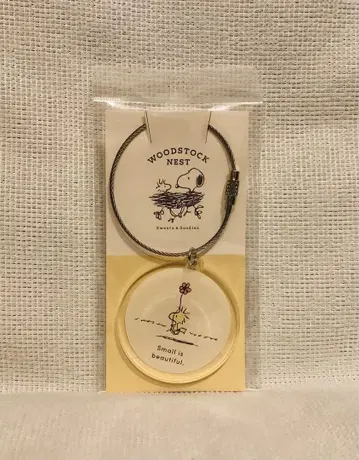 WOODSTOCK
NEST
Sweets & Goodies
Small is
beautiful.